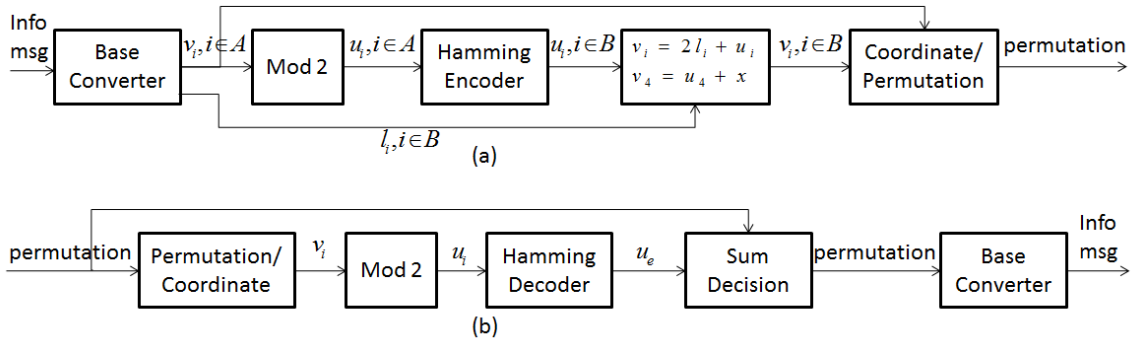 Info
msg
Base
Converter
v_i, i∈A
Mod 2
u_i, i∈A
Hamming
Encoder
u_i, i∈B
v_i = 2l_i + u_i
v_4 = u_4 + x
v_i, i∈B
Coordinate/
Permutation
permutation
l_i, i∈B
(a)
permutation
Permutation/
Coordinate
v_i
Mod 2
u_i
Hamming
Decoder
u_e
Sum
Decision
permutation
Base
Converter
Info
msg
(b)